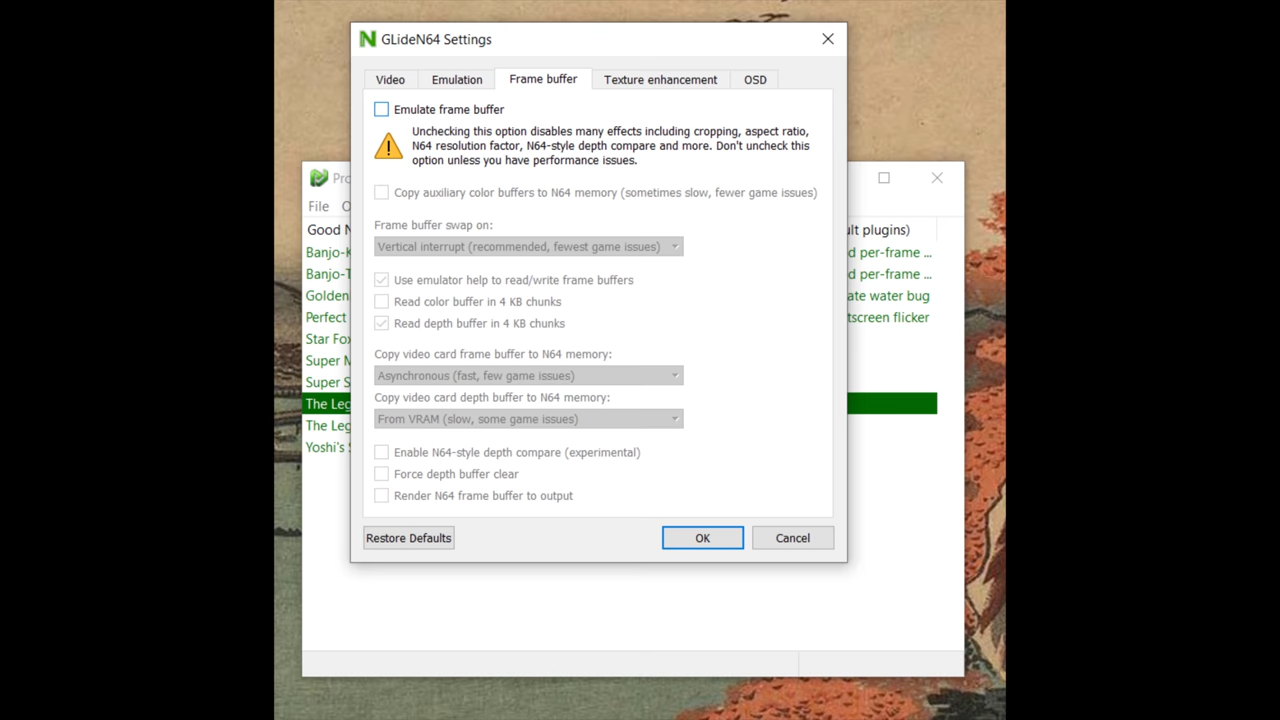 GLideN64 Settings
Video
Emulation
Frame buffer
Texture enhancement
OSD
Emulate frame buffer
Unchecking this option disables many effects including cropping, aspect ratio,
N64 resolution factor, N64-style depth compare and more. Don't uncheck this
option unless you have performance issues.
Copy auxiliary color buffers to N64 memory (sometimes slow, fewer game issues)
Frame buffer swap on:
Vertical interrupt (recommended, fewest game issues)
Use emulator help to read/write frame buffers
Read color buffer in 4 KB chunks
Read depth buffer in 4 KB chunks
Copy video card frame buffer to N64 memory:
Asynchronous (fast, few game issues)
Copy video card depth buffer to N64 memory:
From VRAM (slow, some game issues)
Enable N64-style depth compare (experimental)
Force depth buffer clear
Render N64 frame buffer to output
Restore Defaults
OK
Cancel
File
Good
Banjo-
ult plugins)
d per-frame ...
Banjo-T
d per-frame ...
Golden
ate water bug
Perfect
tscreen flicker
Star Fo
Super M
Super S
The Leg
The Leg
Yoshi's